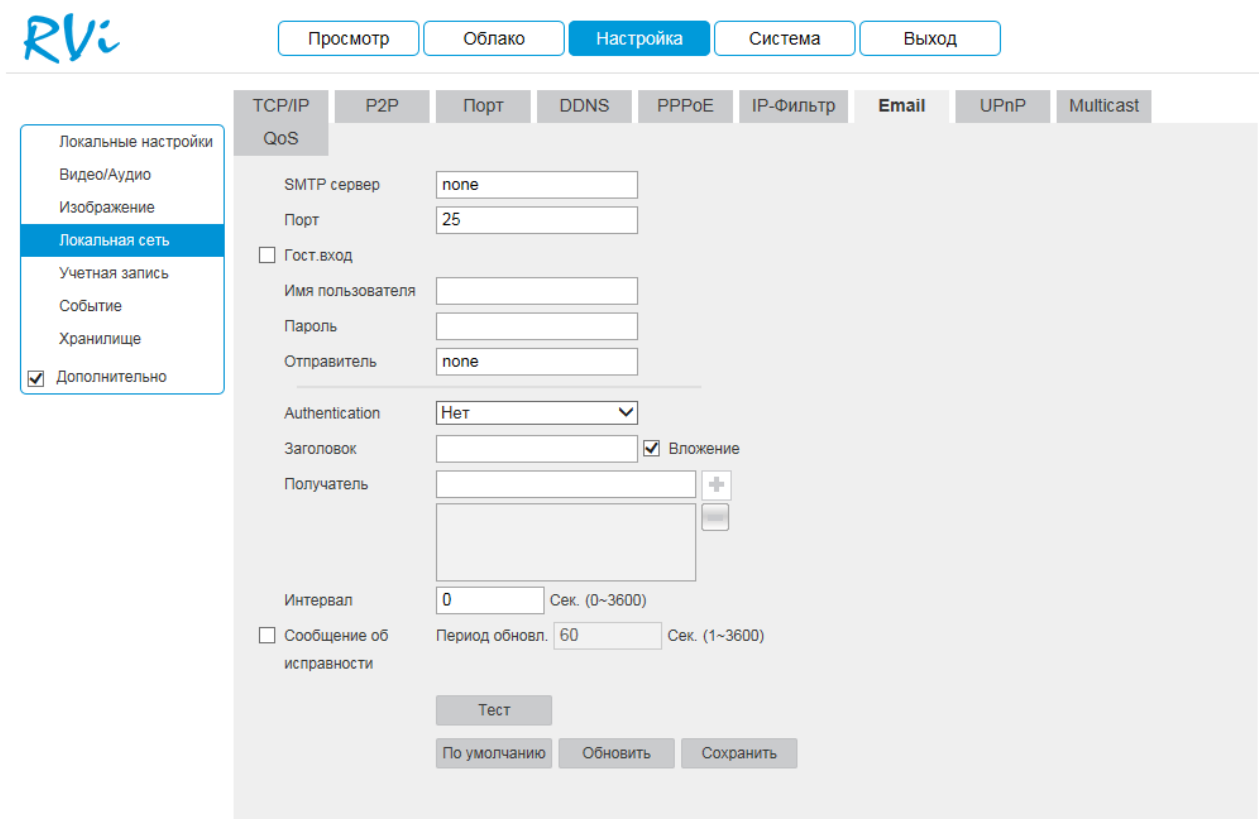 RVi
Просмотр Облако Настройка Система Выход
TCP/IP P2P Порт DDNS PPPoE IP-Фильтр Email UPnP Multicast
QoS
Локальные настройки
Видео/Аудио
Изображение
Локальная сеть
Учетная запись
Событие
Хранилище
Дополнительно
SMTP сервер none
Порт 25
Гост.вход
Имя пользователя
Пароль
Отправитель none
Authentication Нет
Заголовок Вложение
Получатель
Интервал 0 Сек. (0~3600)
Сообщение об Период обновл. 60 Сек. (1~3600)
исправности
Тест
По умолчанию Обновить Сохранить